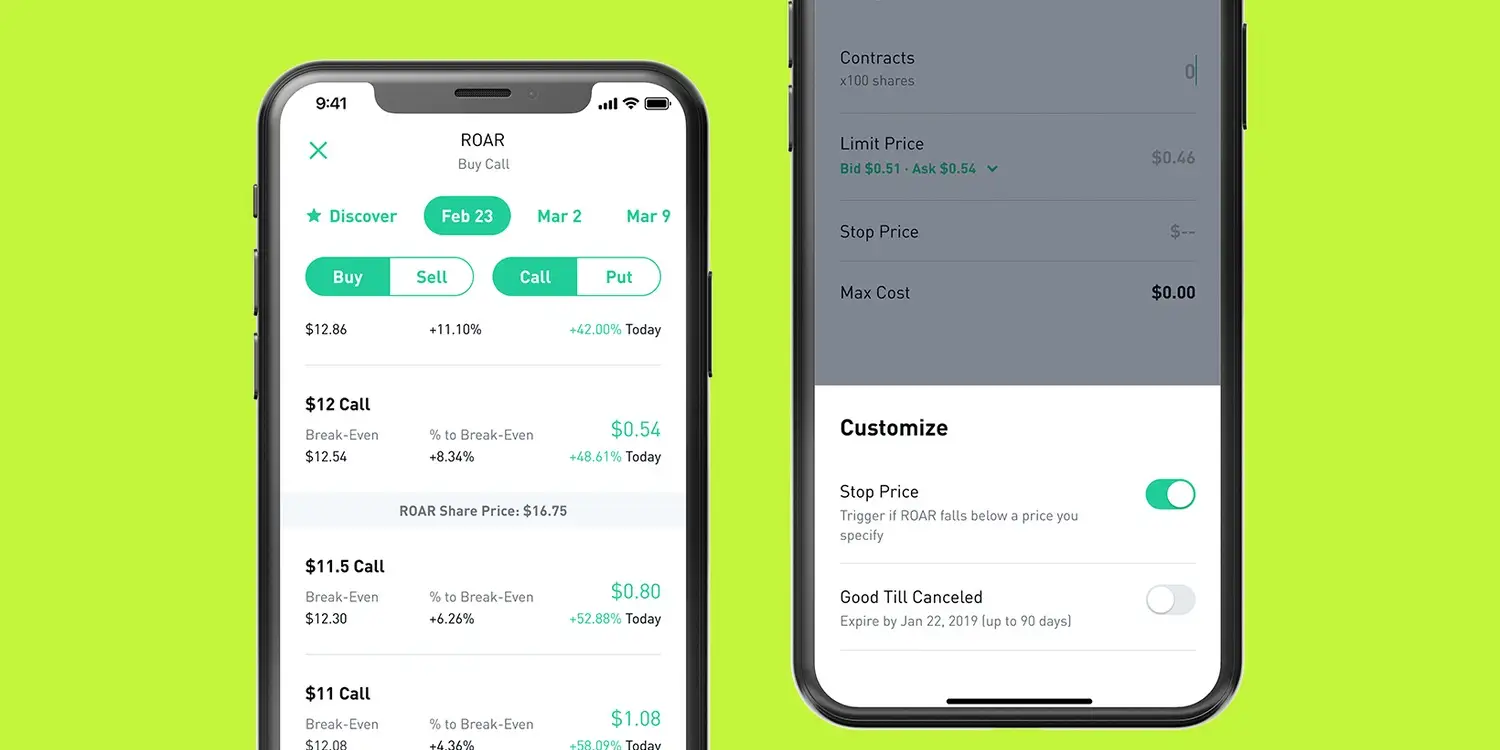 9:41
ROAR
Buy Call
Discover Feb 23 Mar 2 Mar 9
Buy Sell Call Put
$12.86 +11.10% +42.00% Today
$12 Call
Break-Even % to Break-Even $0.54
$12.54 +8.34% +48.61% Today
ROAR Share Price: $16.75
$11.5 Call
Break-Even % to Break-Even $0.80
$12.30 +6.26% +52.88% Today
$11 Call
Break-Even % to Break-Even $1.08
$12.08 +4.36% +58.09% Today
Contracts
x100 shares
0
Limit Price
Bid $0.51 · Ask $0.54
$0.46
Stop Price $--
Max Cost $0.00
Customize
Stop Price
Trigger if ROAR falls below a price you
specify
Good Till Canceled
Expire by Jan 22, 2019 (up to 90 days)